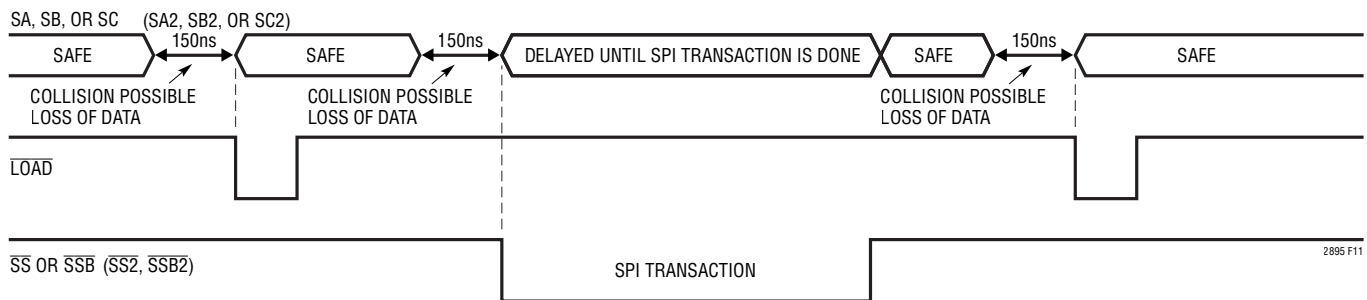 SA, SB, OR SC (SA2, SB2, OR SC2)
SAFE 150ns SAFE 150ns DELAYED UNTIL SPI TRANSACTION IS DONE SAFE 150ns SAFE
COLLISION POSSIBLE
LOSS OF DATA
COLLISION POSSIBLE
LOSS OF DATA
COLLISION POSSIBLE
LOSS OF DATA
LOAD
SS OR SSB (SS2, SSB2)
SPI TRANSACTION
2895 F11